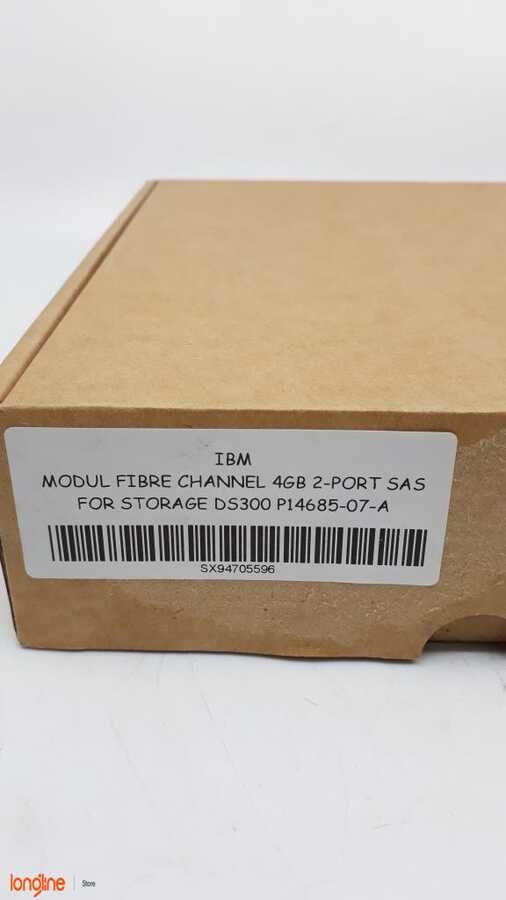 IBM
MODUL FIBRE CHANNEL 4GB 2-PORT SAS
FOR STORAGE DS300 P14685-07-A
SX94705596
longline | Store